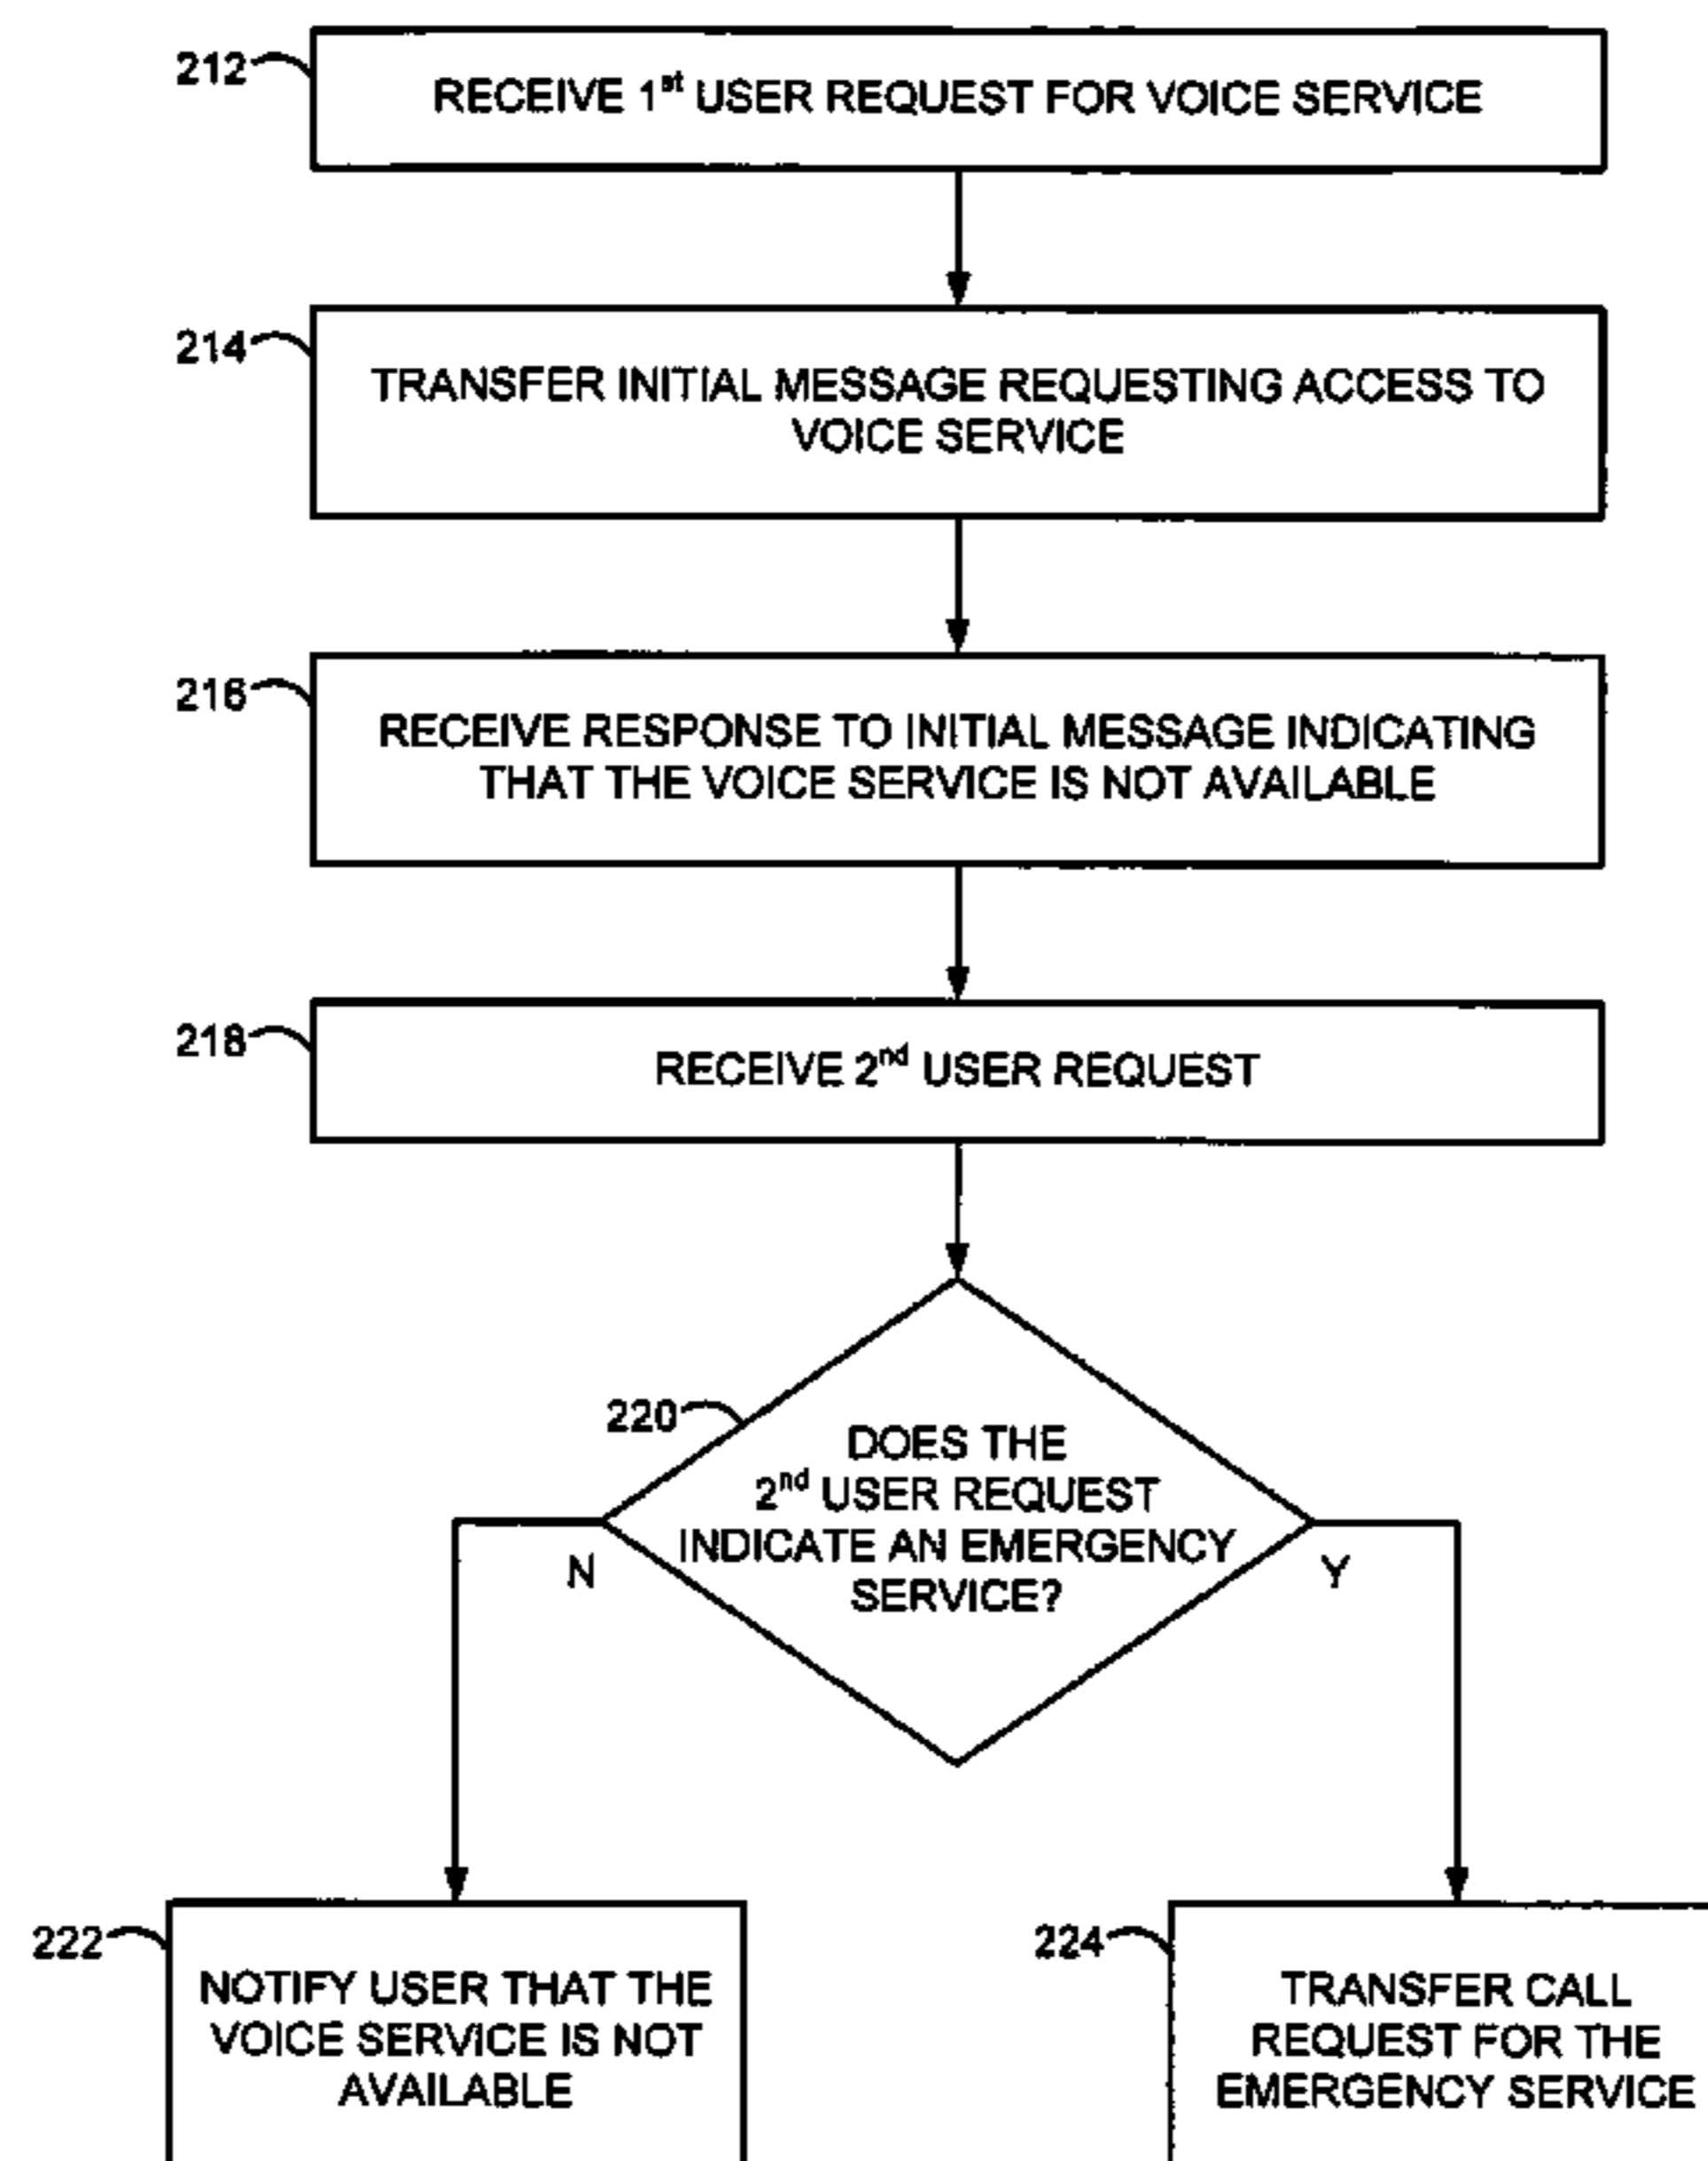 212
RECEIVE 1st USER REQUEST FOR VOICE SERVICE
214
TRANSFER INITIAL MESSAGE REQUESTING ACCESS TO
VOICE SERVICE
216
RECEIVE RESPONSE TO INITIAL MESSAGE INDICATING
THAT THE VOICE SERVICE IS NOT AVAILABLE
218
RECEIVE 2nd USER REQUEST
220
DOES THE
2nd USER REQUEST
INDICATE AN EMERGENCY
SERVICE?
N
Y
222
NOTIFY USER THAT THE
VOICE SERVICE IS NOT
AVAILABLE
224
TRANSFER CALL
REQUEST FOR THE
EMERGENCY SERVICE